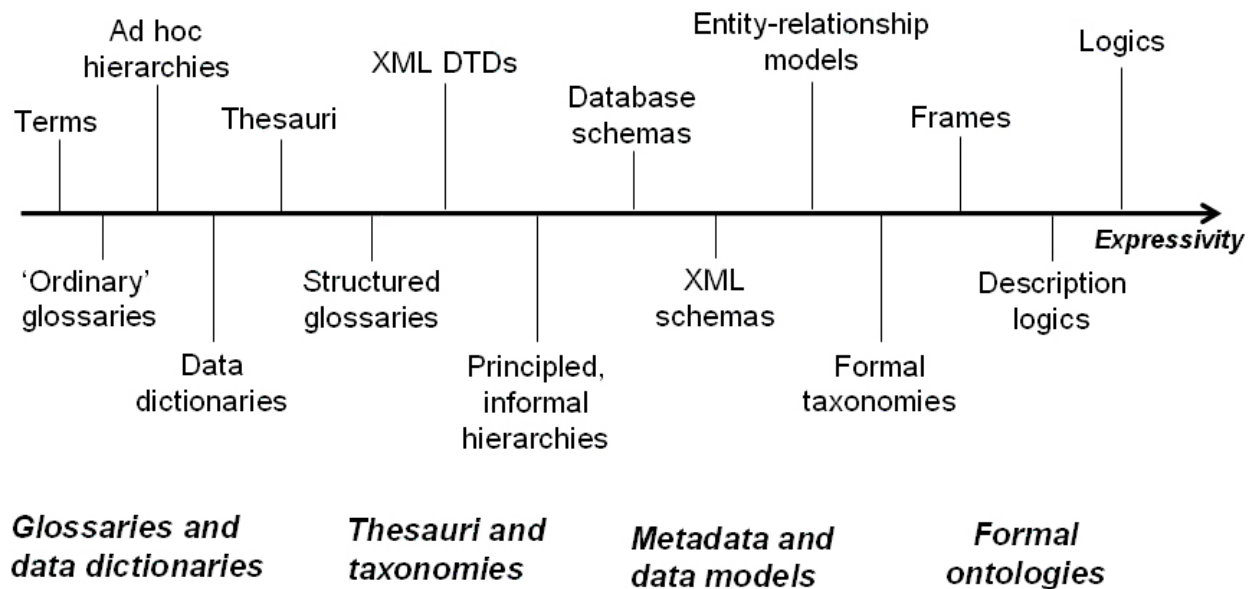 Ad hoc
hierarchies
Terms
Thesauri
XML DTDs
Database
schemas
Entity-relationship
models
Frames
Logics
Expressivity
‘Ordinary’
glossaries
Data
dictionaries
Structured
glossaries
Principled,
informal
hierarchies
XML
schemas
Formal
taxonomies
Description
logics
Glossaries and
data dictionaries
Thesauri and
taxonomies
Metadata and
data models
Formal
ontologies